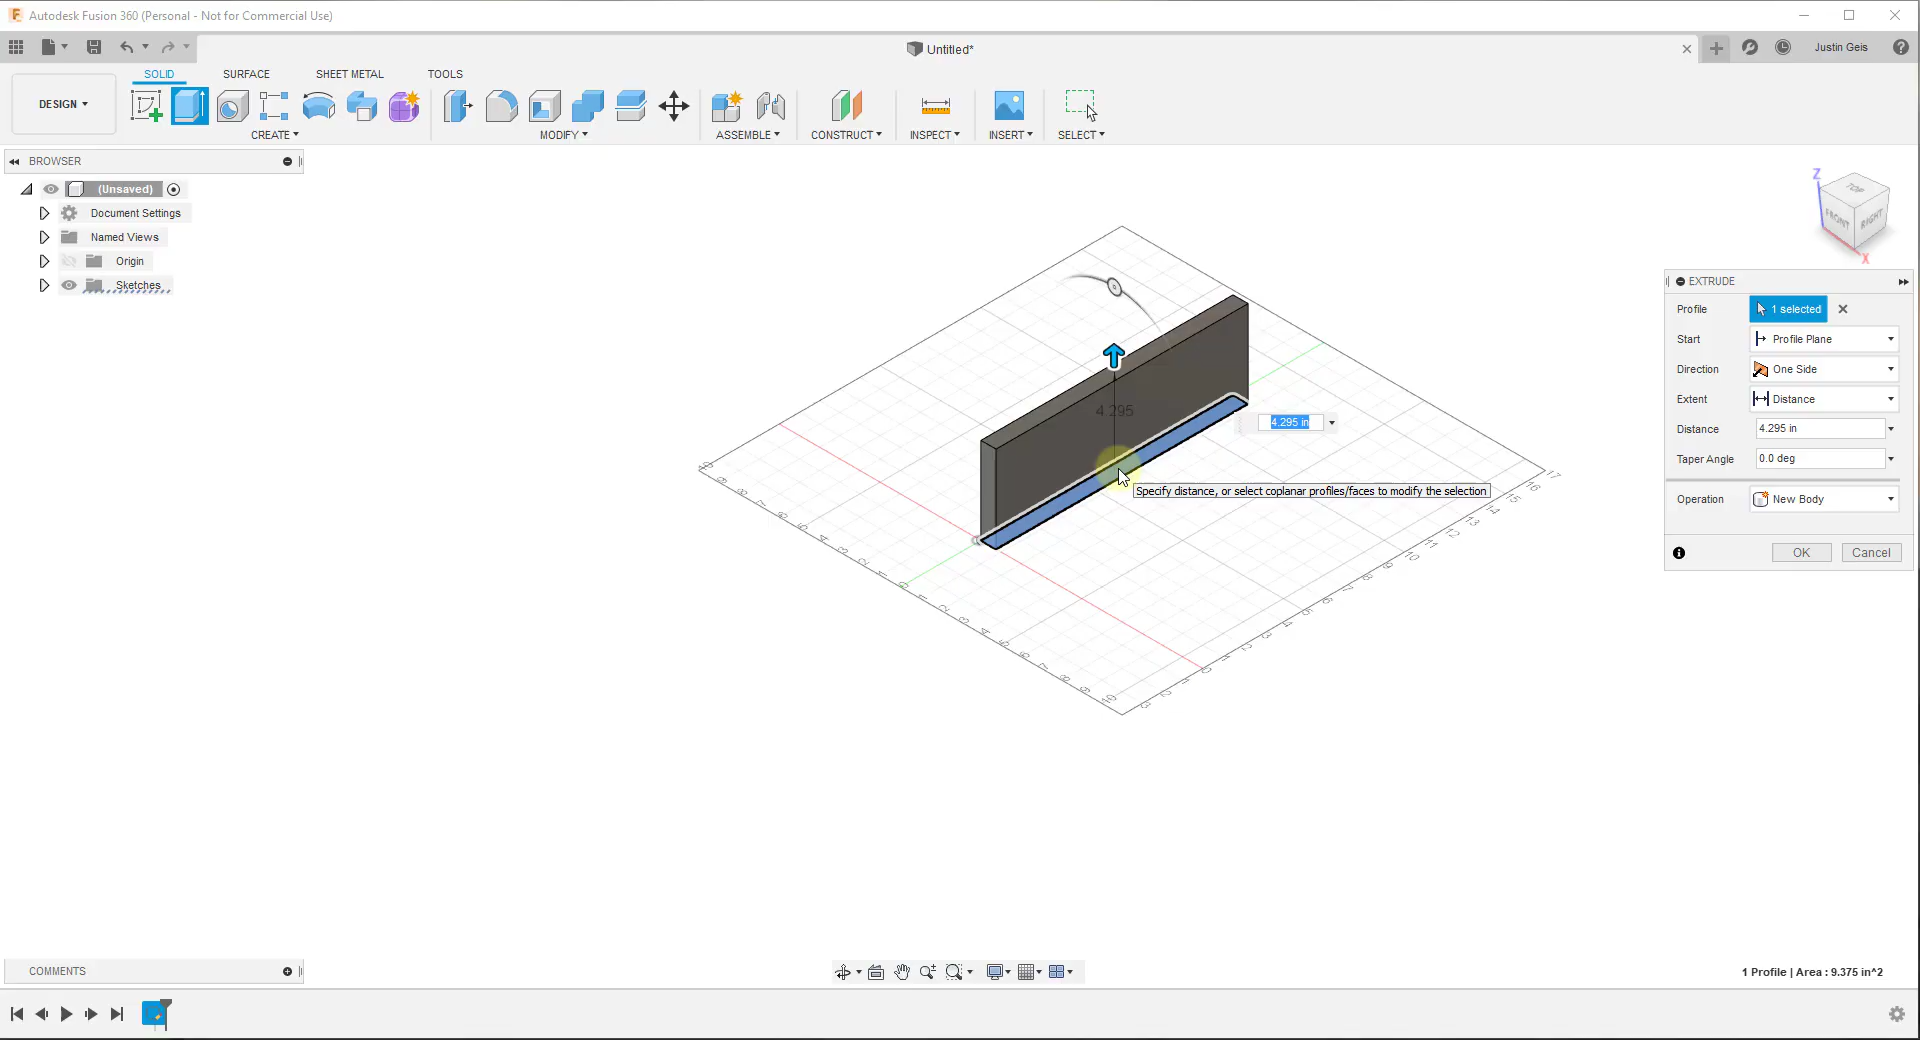 Autodesk Fusion 360 (Personal - Not for Commercial Use)
Untitled*
Justin Geis
DESIGN
SOLID
SURFACE
SHEET METAL
TOOLS
CREATE
MODIFY
ASSEMBLE
CONSTRUCT
INSPECT
INSERT
SELECT
BROWSER
(Unsaved)
Document Settings
Named Views
Origin
Sketches
Z
TOP
FRONT
RIGHT
X
EXTRUDE
Profile
1 selected
Start
Profile Plane
Direction
One Side
Extent
Distance
Distance
4.295 in
Taper Angle
0.0 deg
Operation
New Body
OK
Cancel
4.295
4.295 in
Specify distance, or select coplanar profiles/faces to modify the selection
COMMENTS
1 Profile | Area : 9.375 in^2